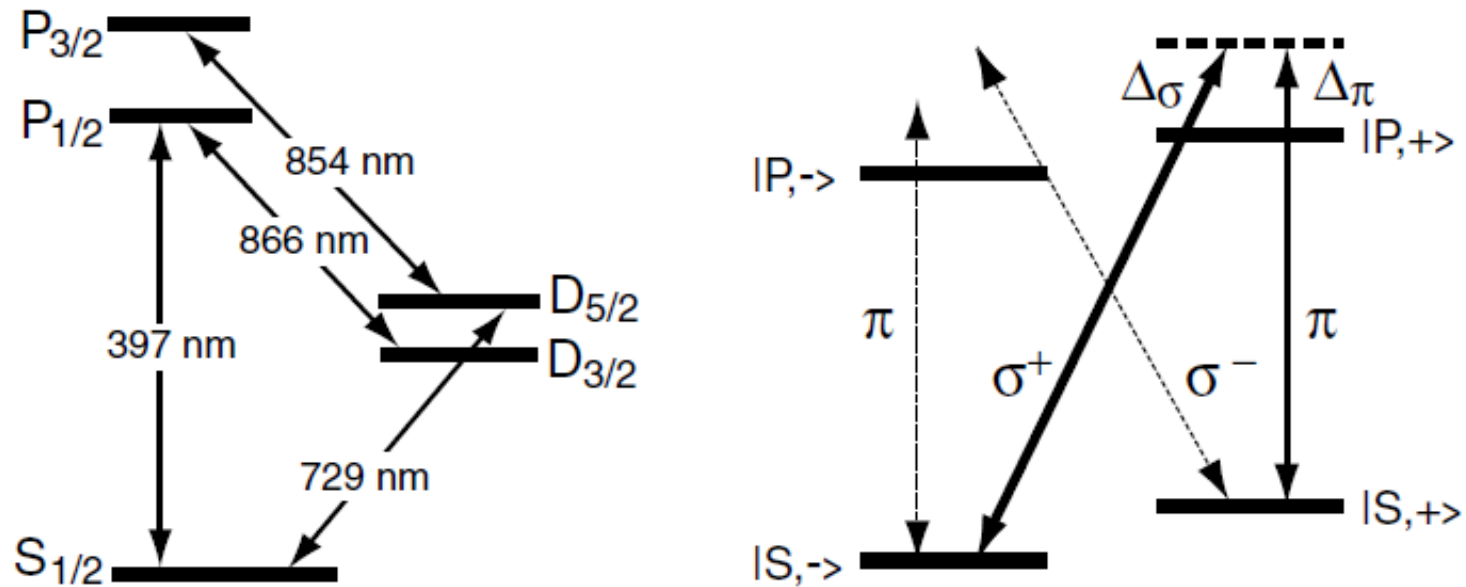 P3/2
P1/2
854 nm
866 nm
D5/2
397 nm
D3/2
729 nm
S1/2
Δσ
Δπ
|P,->
|P,+>
π
σ+
σ-
π
|S,->
|S,+>